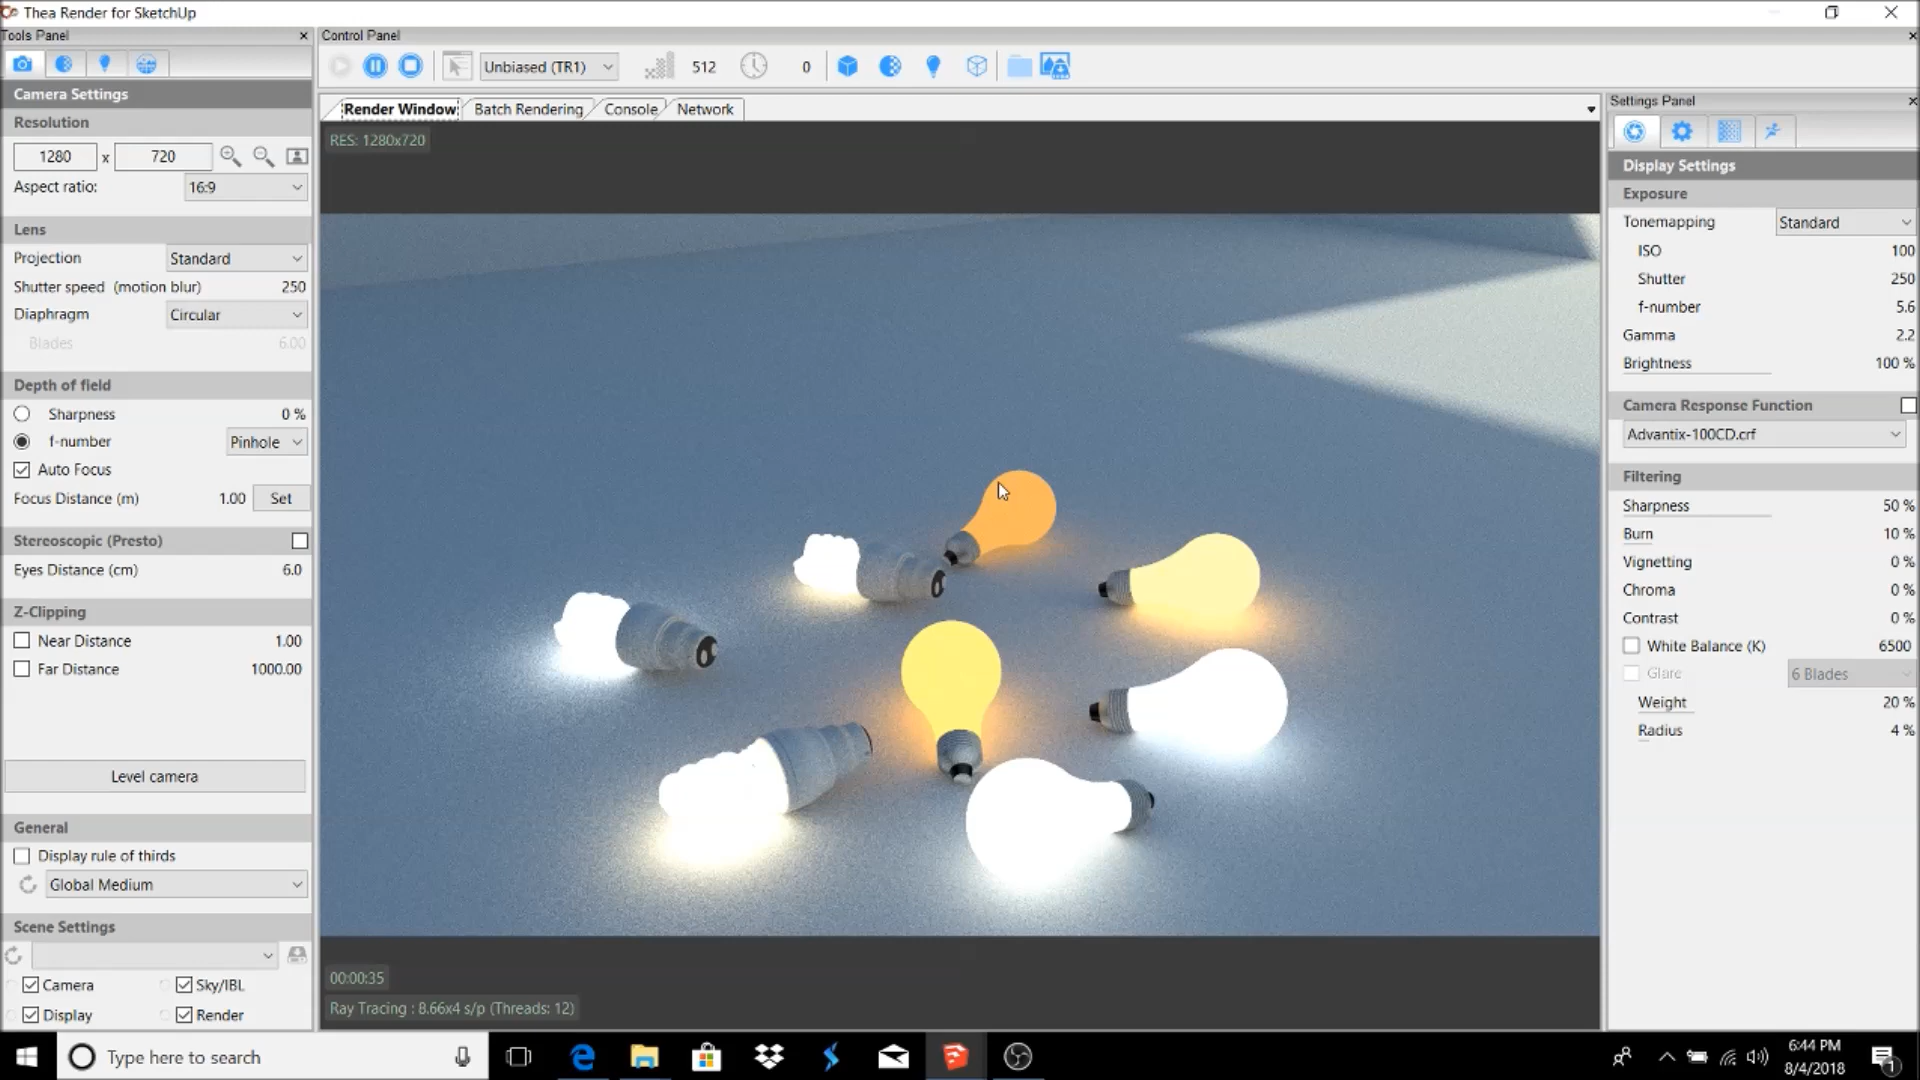 Thea Render for SketchUp
Tools Panel
Camera Settings
Resolution
1280 x 720
Aspect ratio: 16:9
Lens
Projection Standard
Shutter speed (motion blur) 250
Diaphragm Circular
Blades 6.00
Depth of field
Sharpness 0 %
f-number Pinhole
Auto Focus
Focus Distance (m) 1.00 Set
Stereoscopic (Presto)
Eyes Distance (cm) 6.0
Z-Clipping
Near Distance 1.00
Far Distance 1000.00
Level camera
General
Display rule of thirds
Global Medium
Scene Settings
Camera Sky/IBL
Display Render
Control Panel
Unbiased (TR1) 512 0
Render Window Batch Rendering Console Network
RES: 1280x720
00:00:35
Ray Tracing : 8.66x4 s/p (Threads: 12)
Settings Panel
Display Settings
Exposure
Tonemapping Standard
ISO 100
Shutter 250
f-number 5.6
Gamma 2.2
Brightness 100 %
Camera Response Function
Advantix-100CD.crf
Filtering
Sharpness 50 %
Burn 10 %
Vignetting 0 %
Chroma 0 %
Contrast 0 %
White Balance (K) 6500
Glare 6 Blades
Weight 20 %
Radius 4 %
Type here to search
6:44 PM
8/4/2018
1